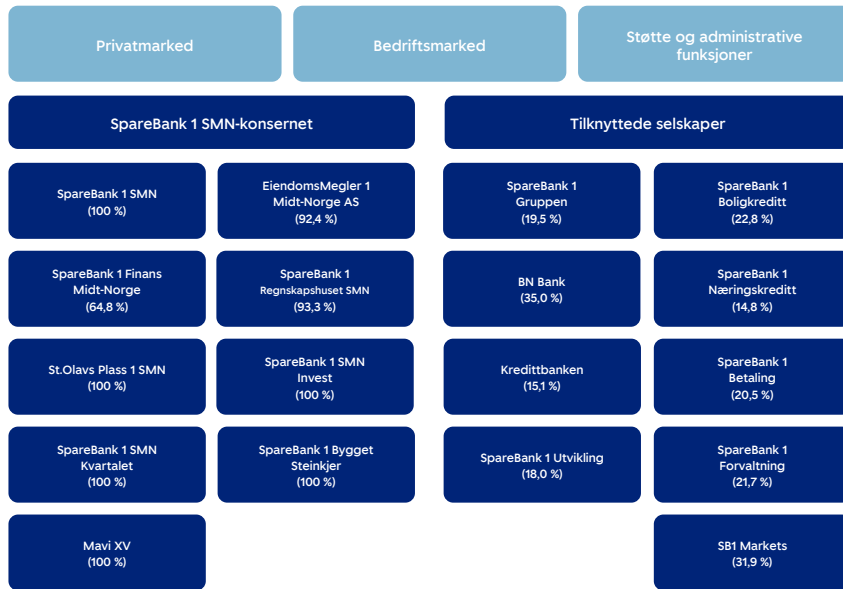 Privatmarked
Bedriftsmarked
Støtte og administrative
funksjoner
SpareBank 1 SMN-konsernet
Tilknyttede selskaper
SpareBank 1 SMN
(100 %)
EiendomsMegler 1
Midt-Norge AS
(92,4 %)
SpareBank 1
Gruppen
(19,5 %)
SpareBank 1
Boligkreditt
(22,8 %)
SpareBank 1 Finans
Midt-Norge
(64,8 %)
SpareBank 1
Regnskapshuset SMN
(93,3 %)
BN Bank
(35,0 %)
SpareBank 1
Næringskreditt
(14,8 %)
St.Olavs Plass 1 SMN
(100 %)
SpareBank 1 SMN
Invest
(100 %)
Kredittbanken
(15,1 %)
SpareBank 1
Betaling
(20,5 %)
SpareBank 1 SMN
Kvartalet
(100 %)
SpareBank 1 Bygget
Steinkjer
(100 %)
SpareBank 1 Utvikling
(18,0 %)
SpareBank 1
Forvaltning
(21,7 %)
Mavi XV
(100 %)
SB1 Markets
(31,9 %)